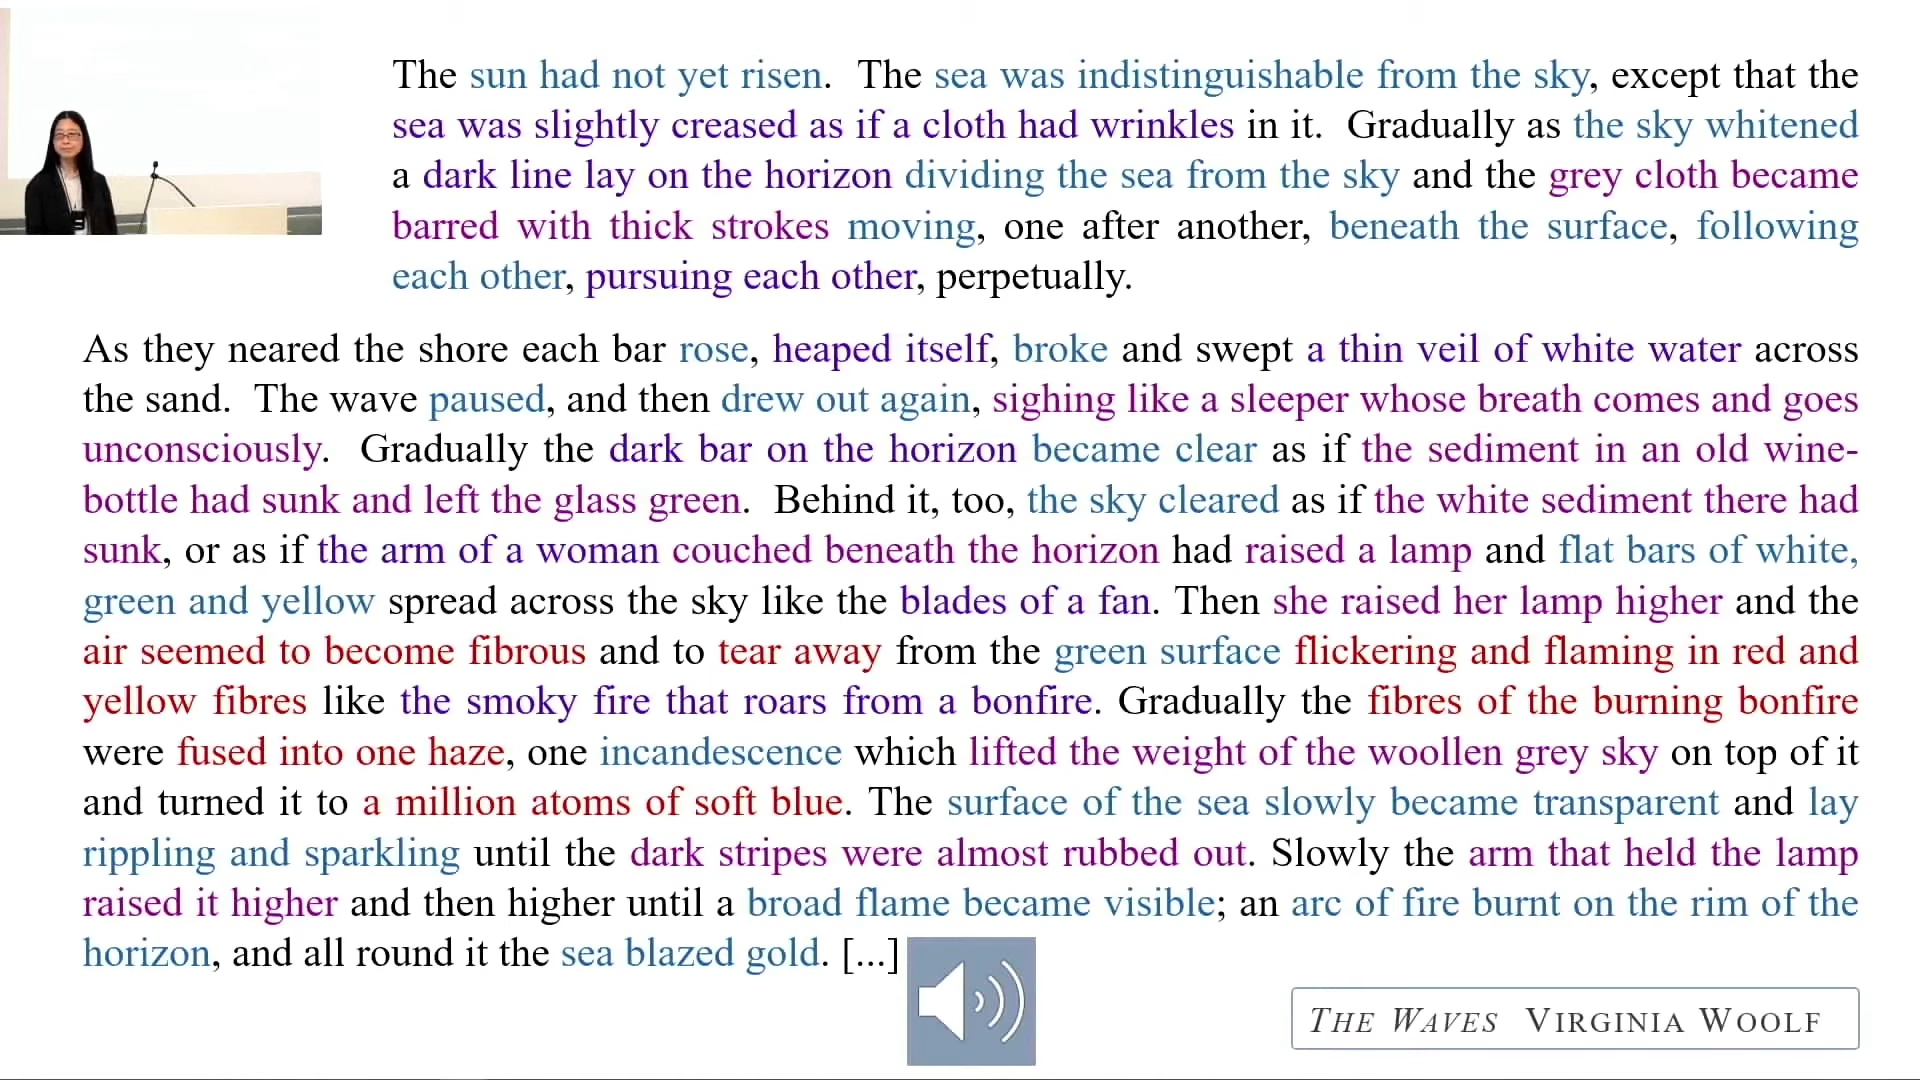 The sun had not yet risen.  The sea was indistinguishable from the sky, except that the
sea was slightly creased as if a cloth had wrinkles in it.  Gradually as the sky whitened
a dark line lay on the horizon dividing the sea from the sky and the grey cloth became
barred with thick strokes moving, one after another, beneath the surface, following
each other, pursuing each other, perpetually.
As they neared the shore each bar rose, heaped itself, broke and swept a thin veil of white water across
the sand.  The wave paused, and then drew out again, sighing like a sleeper whose breath comes and goes
unconsciously.  Gradually the dark bar on the horizon became clear as if the sediment in an old wine-
bottle had sunk and left the glass green.  Behind it, too, the sky cleared as if the white sediment there had
sunk, or as if the arm of a woman couched beneath the horizon had raised a lamp and flat bars of white,
green and yellow spread across the sky like the blades of a fan. Then she raised her lamp higher and the
air seemed to become fibrous and to tear away from the green surface flickering and flaming in red and
yellow fibres like the smoky fire that roars from a bonfire. Gradually the fibres of the burning bonfire
were fused into one haze, one incandescence which lifted the weight of the woollen grey sky on top of it
and turned it to a million atoms of soft blue. The surface of the sea slowly became transparent and lay
rippling and sparkling until the dark stripes were almost rubbed out. Slowly the arm that held the lamp
raised it higher and then higher until a broad flame became visible; an arc of fire burnt on the rim of the
horizon, and all round it the sea blazed gold. [...]
THE WAVES  VIRGINIA WOOLF